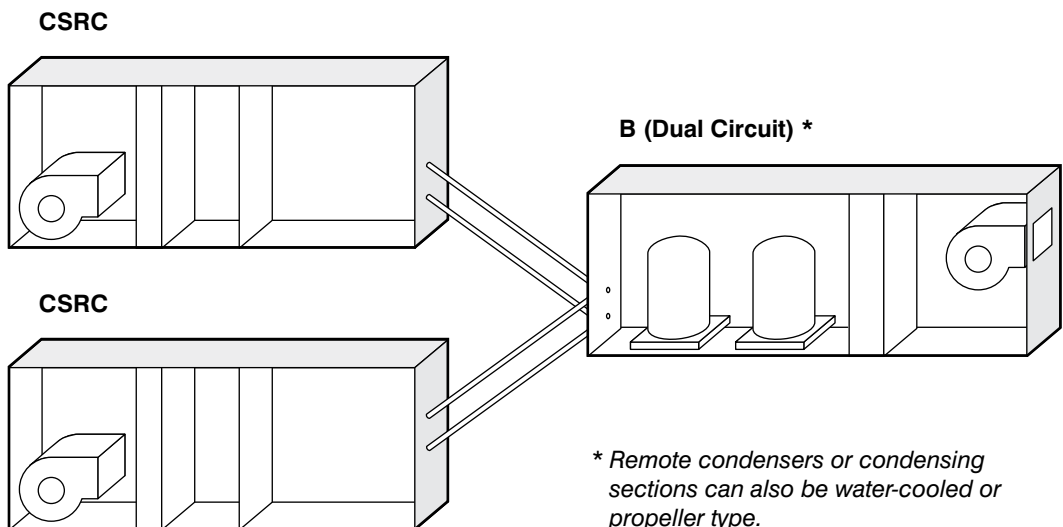 CSRC
B (Dual Circuit) *
CSRC
* Remote condensers or condensing
sections can also be water-cooled or
propeller type.